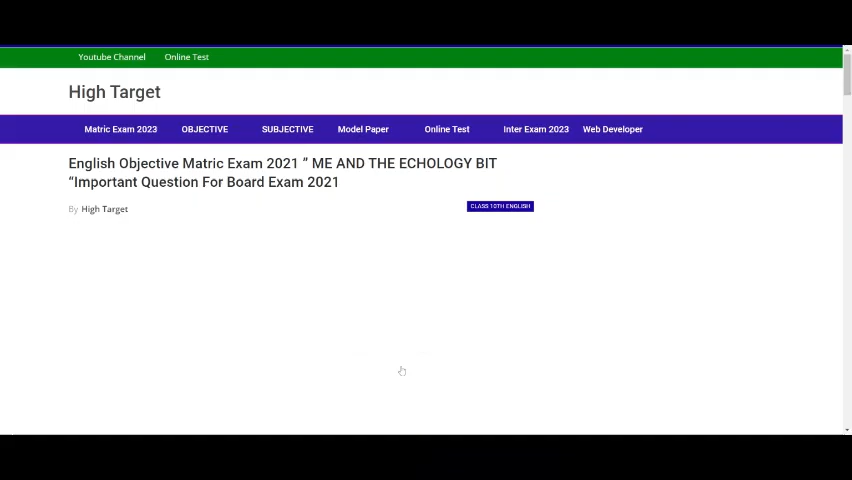 Youtube Channel Online Test
High Target
Matric Exam 2023 OBJECTIVE SUBJECTIVE Model Paper Online Test Inter Exam 2023 Web Developer
English Objective Matric Exam 2021 ” ME AND THE ECHOLOGY BIT
“Important Question For Board Exam 2021
By High Target CLASS 10TH ENGLISH